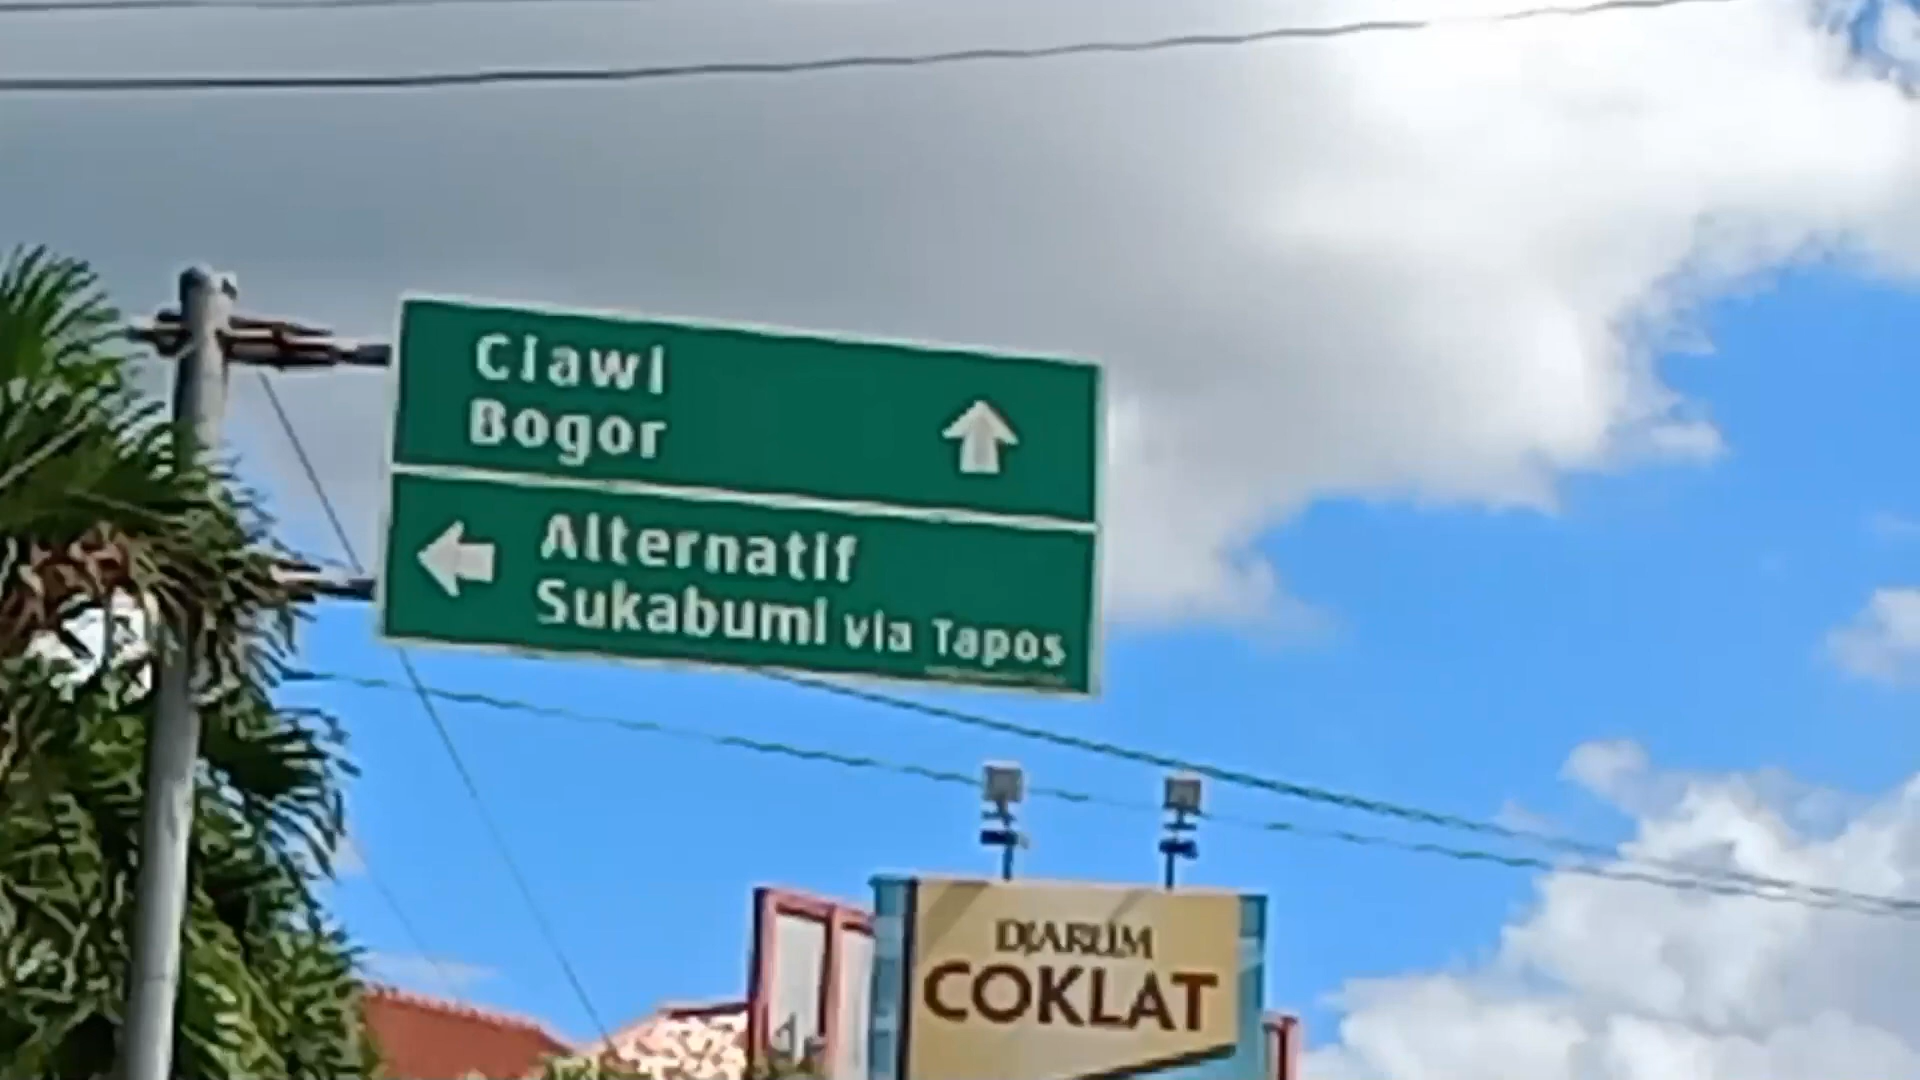 Ciawi
Bogor
Alternatif
Sukabumi via Tapos
DJARUM
COKLAT